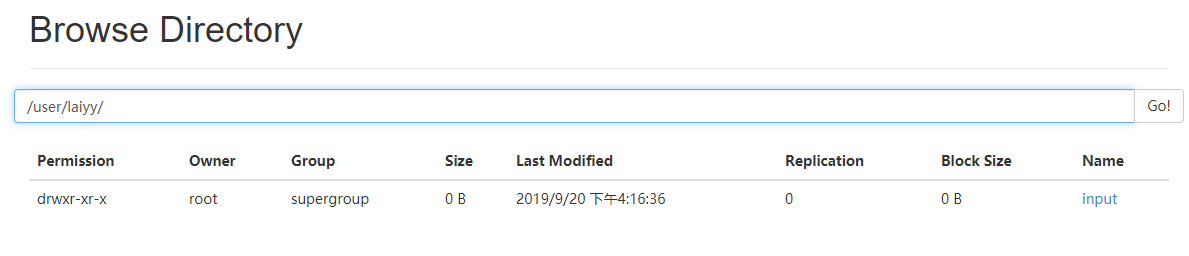 Browse Directory
/user/laiyy/ Go!
Permission Owner Group Size Last Modified Replication Block Size Name
drwxr-xr-x root supergroup 0 B 2019/9/20 下午4:16:36 0 0 B input